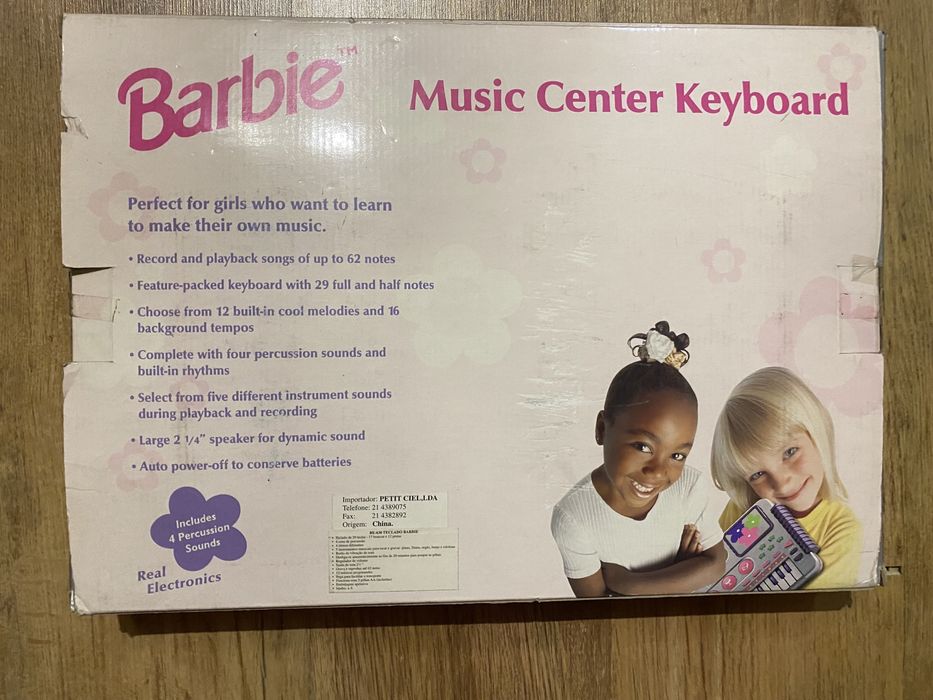 Barbie™
Music Center Keyboard
Perfect for girls who want to learn
to make their own music.
• Record and playback songs of up to 62 notes
• Feature-packed keyboard with 29 full and half notes
• Choose from 12 built-in cool melodies and 16
background tempos
• Complete with four percussion sounds and
built-in rhythms
• Select from five different instrument sounds
during playback and recording
• Large 2 1/4" speaker for dynamic sound
• Auto power-off to conserve batteries
Includes
4 Percussion
Sounds
Real
Electronics
Importador: PETIT CIEL,LDA
Telefone: 21 4389075
Fax: 21 4382892
Origem: China.
TECLADO BARBIE